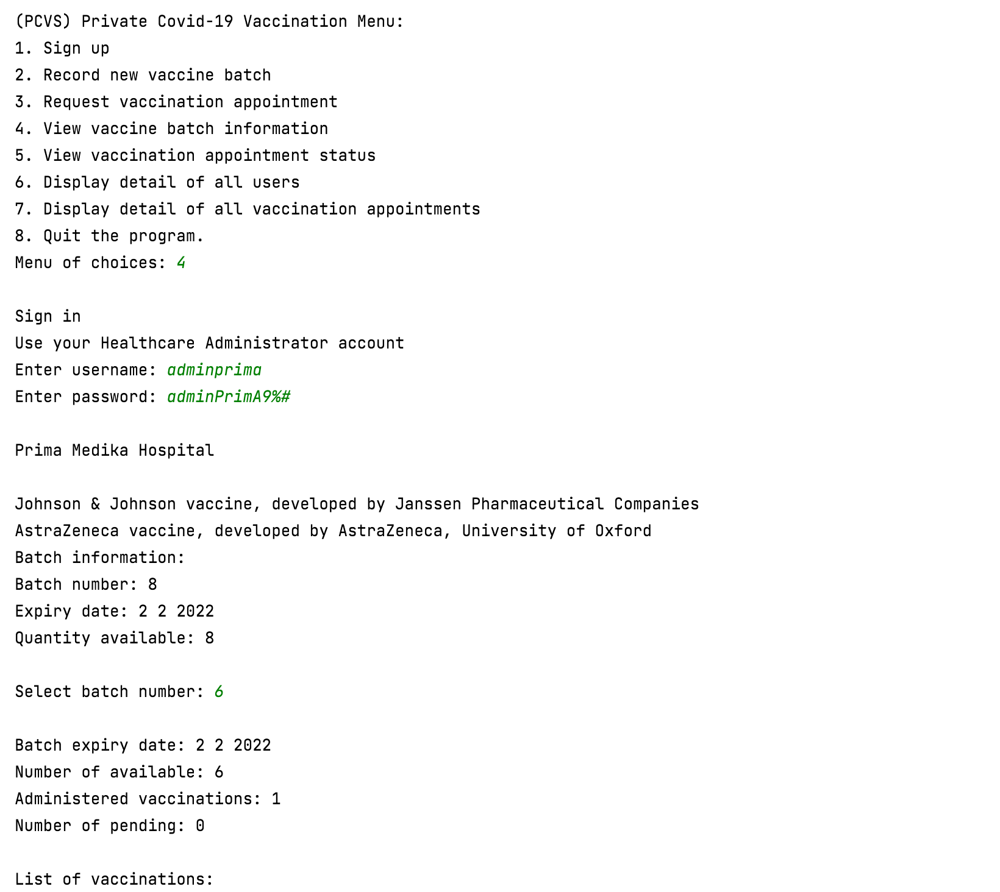 (PCVS) Private Covid-19 Vaccination Menu:
1. Sign up
2. Record new vaccine batch
3. Request vaccination appointment
4. View vaccine batch information
5. View vaccination appointment status
6. Display detail of all users
7. Display detail of all vaccination appointments
8. Quit the program.
Menu of choices: 4
Sign in
Use your Healthcare Administrator account
Enter username: adminprima
Enter password: adminPrimA9%#
Prima Medika Hospital
Johnson & Johnson vaccine, developed by Janssen Pharmaceutical Companies
AstraZeneca vaccine, developed by AstraZeneca, University of Oxford
Batch information:
Batch number: 8
Expiry date: 2 2 2022
Quantity available: 8
Select batch number: 6
Batch expiry date: 2 2 2022
Number of available: 6
Administered vaccinations: 1
Number of pending: 0
List of vaccinations: